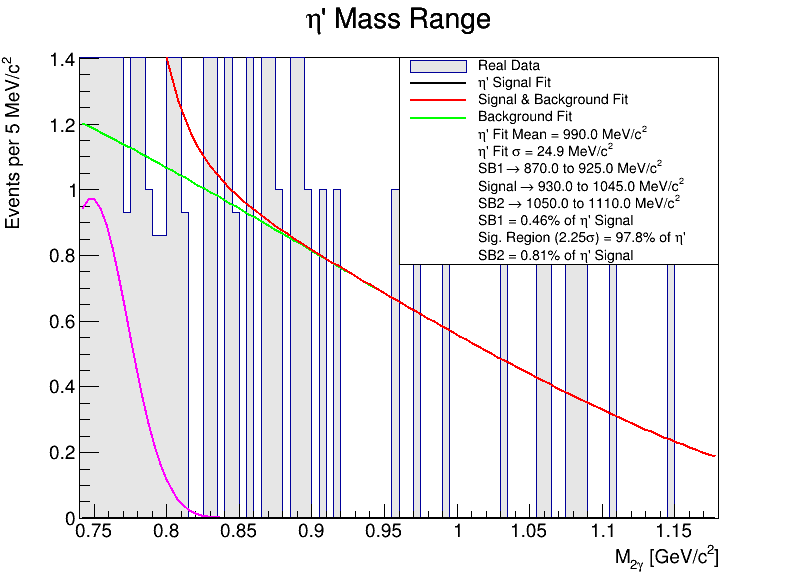 η' Mass Range
Events per 5 MeV/c²
1.4
1.2
1
0.8
0.6
0.4
0.2
0
Real Data
η' Signal Fit
Signal & Background Fit
Background Fit
η' Fit Mean = 990.0 MeV/c²
η' Fit σ = 24.9 MeV/c²
SB1 → 870.0 to 925.0 MeV/c²
Signal → 930.0 to 1045.0 MeV/c²
SB2 → 1050.0 to 1110.0 MeV/c²
SB1 = 0.46% of η' Signal
Sig. Region (2.25σ) = 97.8% of η'
SB2 = 0.81% of η' Signal
0.75 0.8 0.85 0.9 0.95 1 1.05 1.1 1.15
M₂γ [GeV/c²]